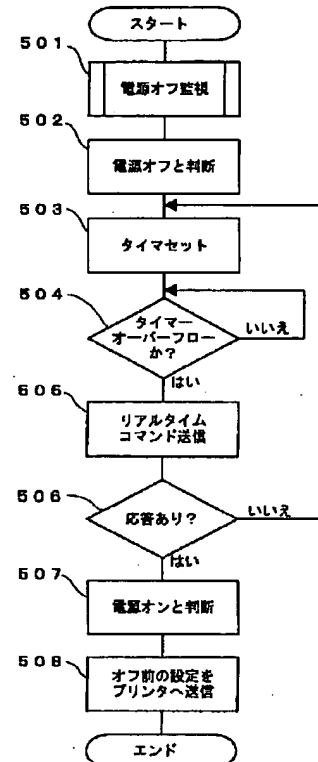 スタート
501
電源オフ監視
502
電源オフと判断
503
タイマセット
504
タイマー
オーバーフロー
か?
いいえ
はい
606
リアルタイム
コマンド送信
506
応答あり?
いいえ
はい
507
電源オンと判断
508
オフ前の設定を
プリンタへ送信
エンド